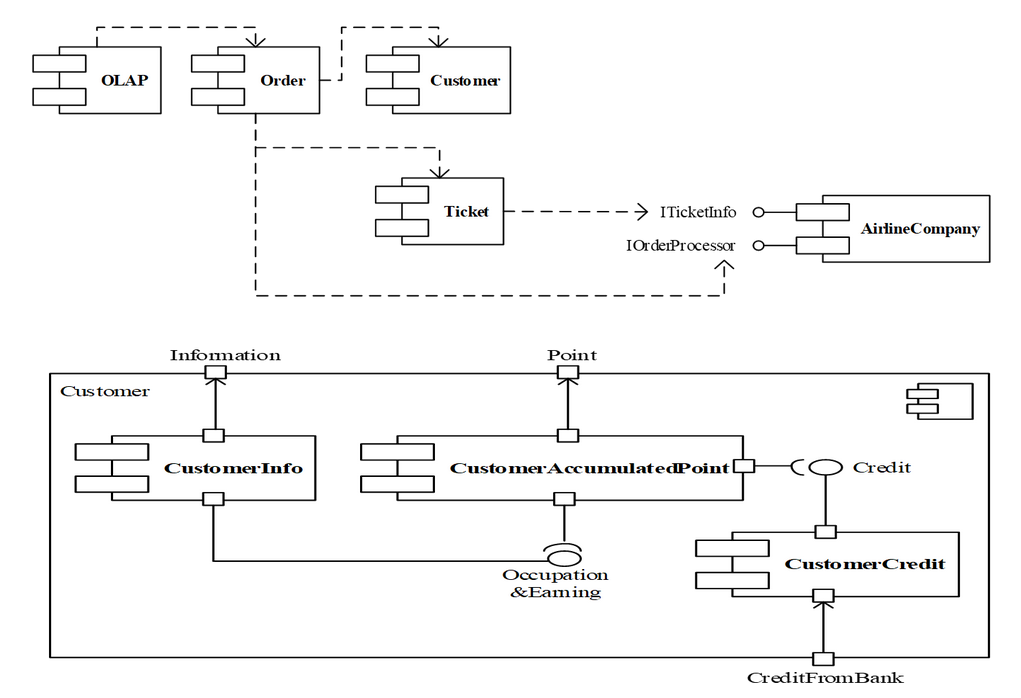 OLAP
Order
Customer
Ticket
ITicketInfo
AirlineCompany
IOrderProcessor
Information
Point
Customer
CustomerInfo
CustomerAccumulatedPoint
Credit
CustomerCredit
Occupation
&Earning
CreditFromBank